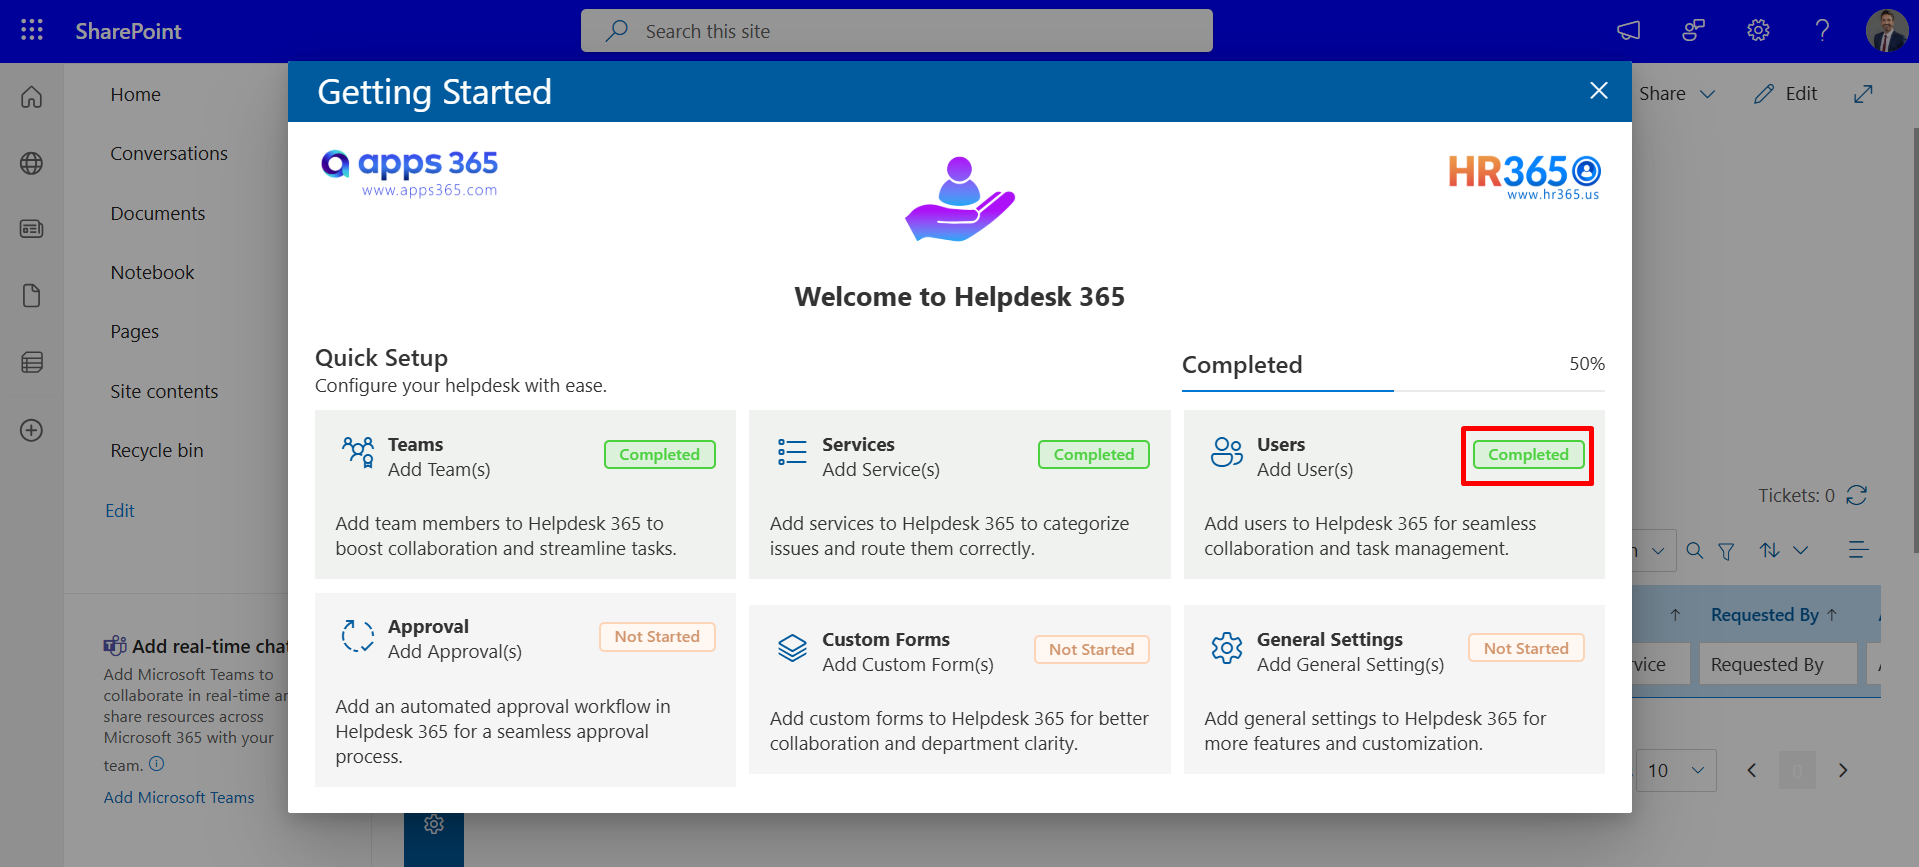 SharePoint
Search this site
Home
Conversations
Documents
Notebook
Pages
Site contents
Recycle bin
Edit
Add real-time chat
Add Microsoft Teams to
collaborate in real-time
share resources across
Microsoft 365 with your
team.
Add Microsoft Teams
Getting Started
Share
Edit
apps 365
www.apps365.com
HR365
www.hr365.us
Welcome to Helpdesk 365
Quick Setup
Configure your helpdesk with ease.
Completed
50%
Teams
Add Team(s)
Completed
Add team members to Helpdesk 365 to
boost collaboration and streamline tasks.
Services
Add Service(s)
Completed
Add services to Helpdesk 365 to categorize
issues and route them correctly.
Users
Add User(s)
Completed
Add users to Helpdesk 365 for seamless
collaboration and task management.
Approval
Add Approval(s)
Not Started
Add an automated approval workflow in
Helpdesk 365 for a seamless approval
process.
Custom Forms
Add Custom Form(s)
Not Started
Add custom forms to Helpdesk 365 for better
collaboration and department clarity.
General Settings
Add General Setting(s)
Not Started
Add general settings to Helpdesk 365 for
more features and customization.
Tickets: 0
Requested By
Requested By
10
0